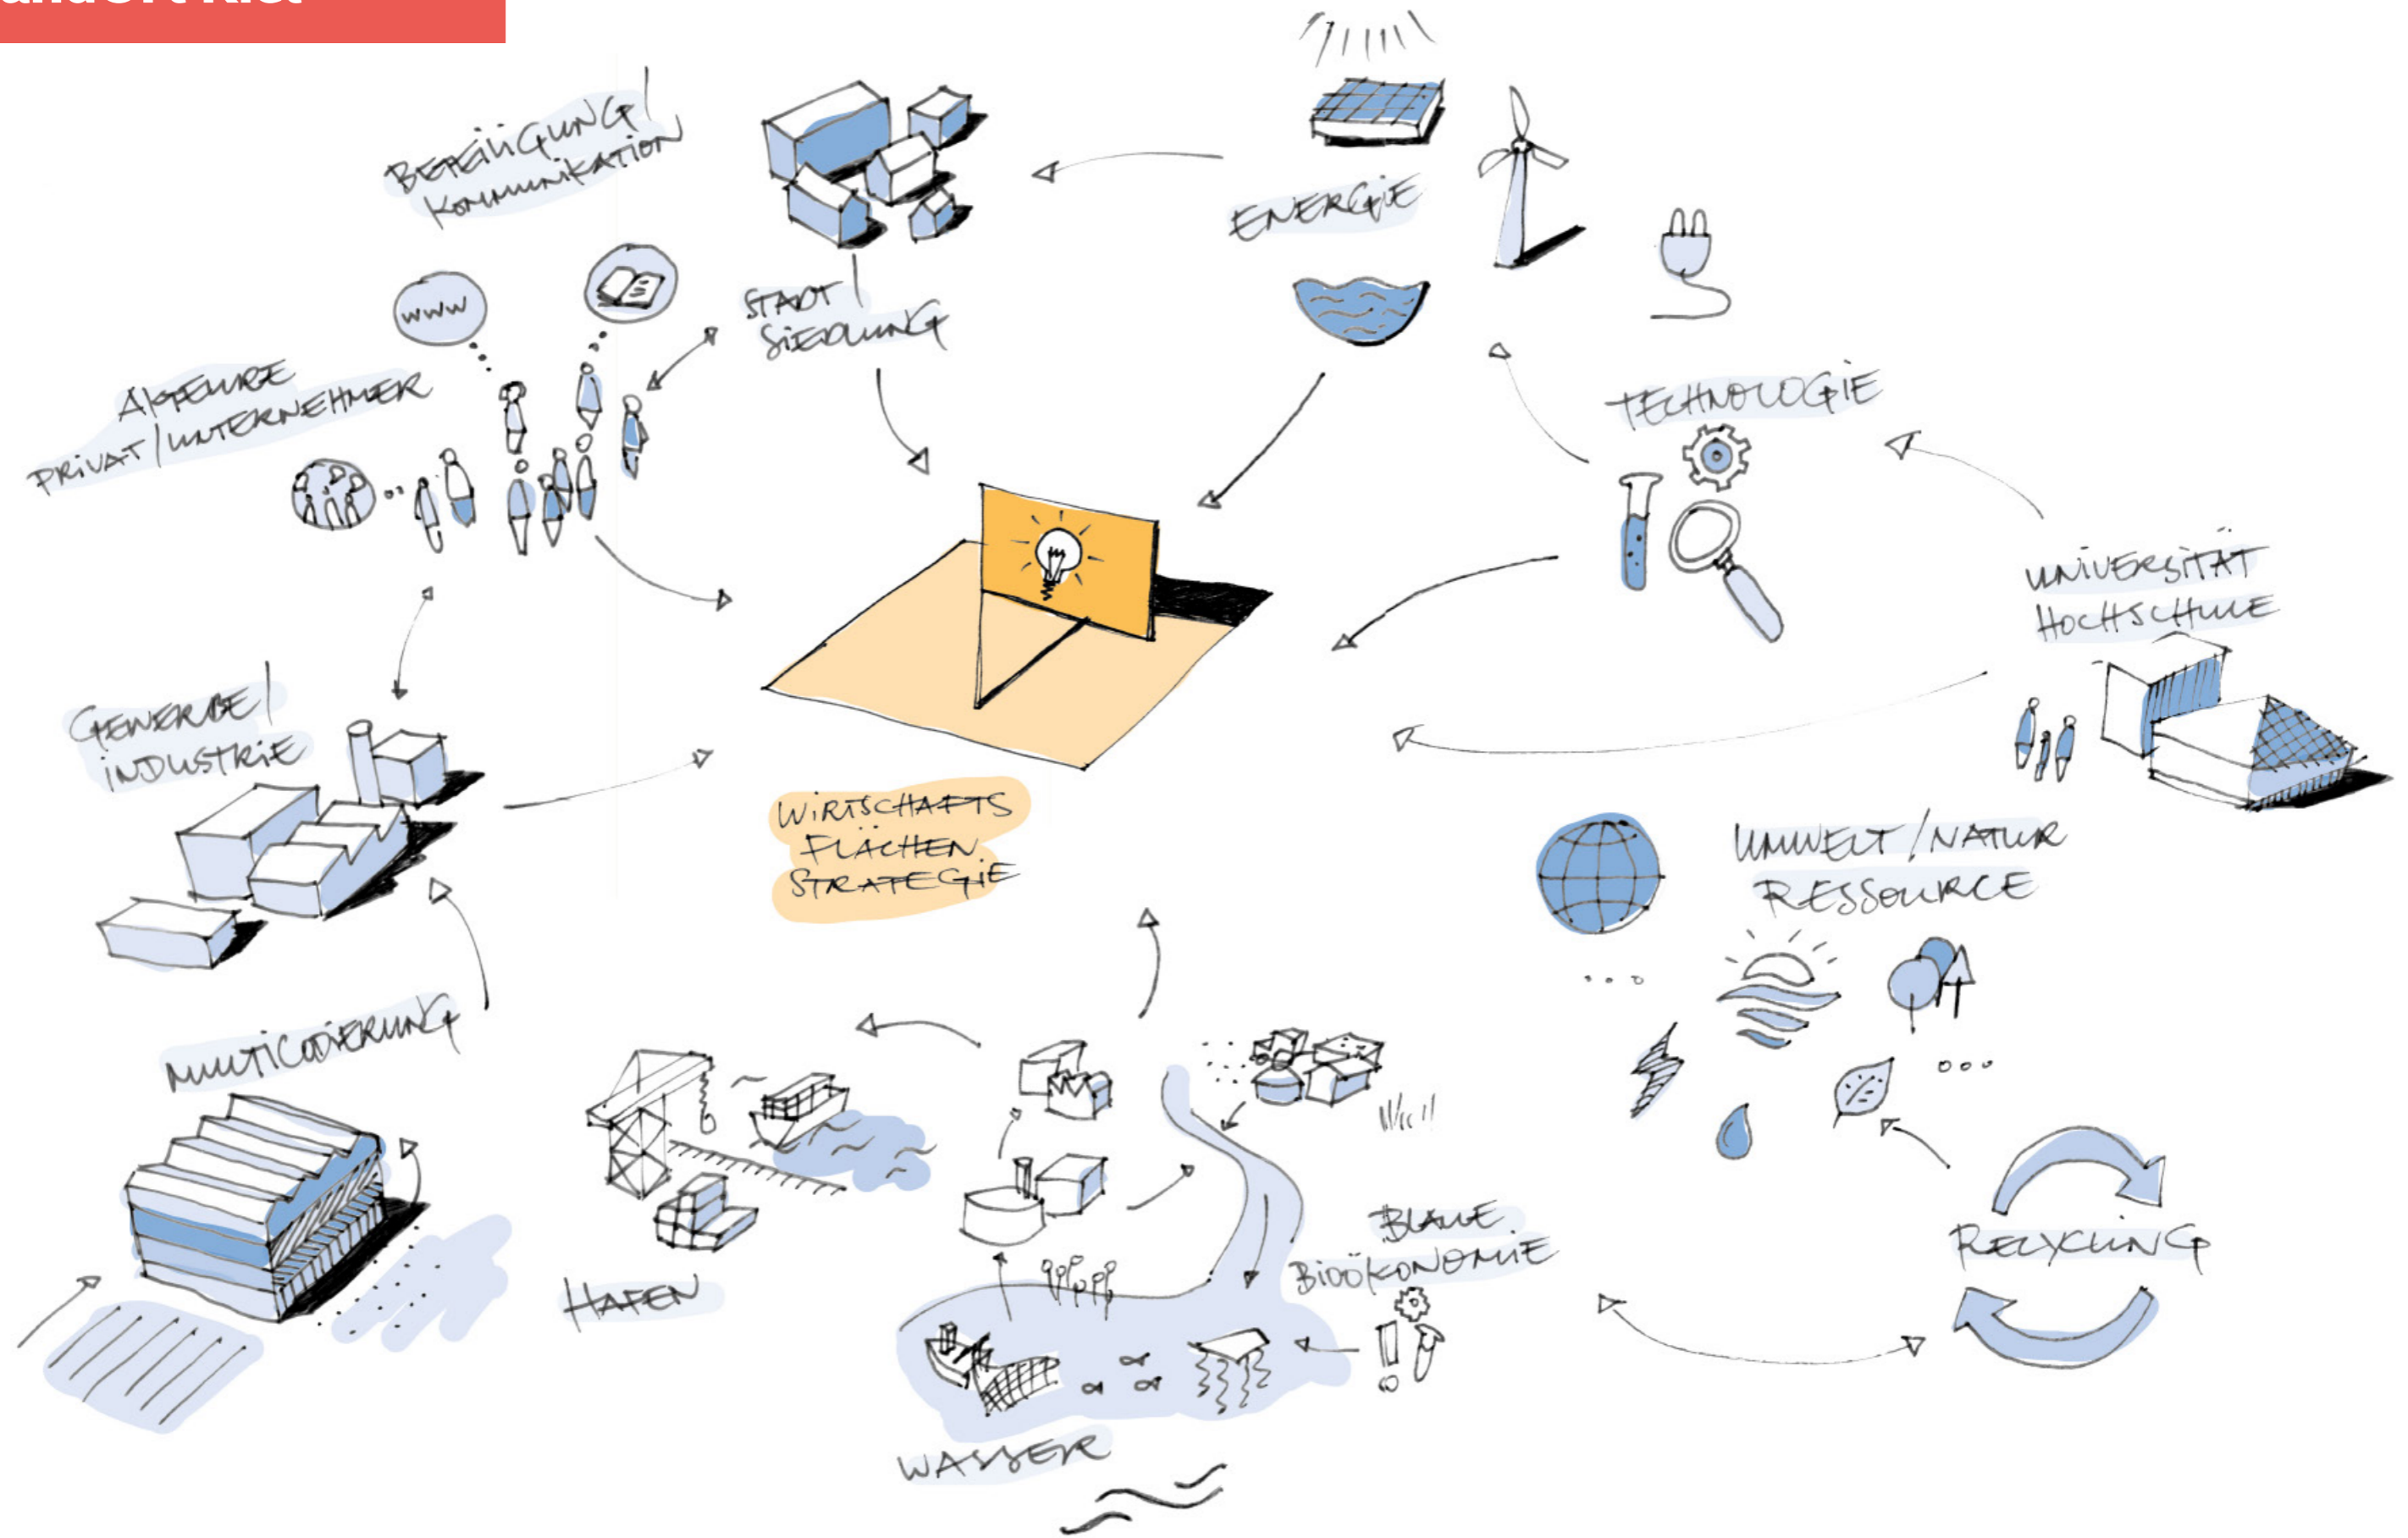 BETEILIGUNG/
KOMMUNIKATION
ENERGIE
www
STADT/
SIEDLUNG
AKTEURE
PRIVAT/UNTERNEHMER
TECHNOLOGIE
UNIVERSITÄT
HOCHSCHULE
GEWERBE/
INDUSTRIE
WIRTSCHAFTS
FLÄCHEN
STRATEGIE
UMWELT/NATUR
RESSOURCE
MULTICODIERUNG
HAFEN
BLAUE
BIOÖKONOMIE
RECYCLING
WASSER